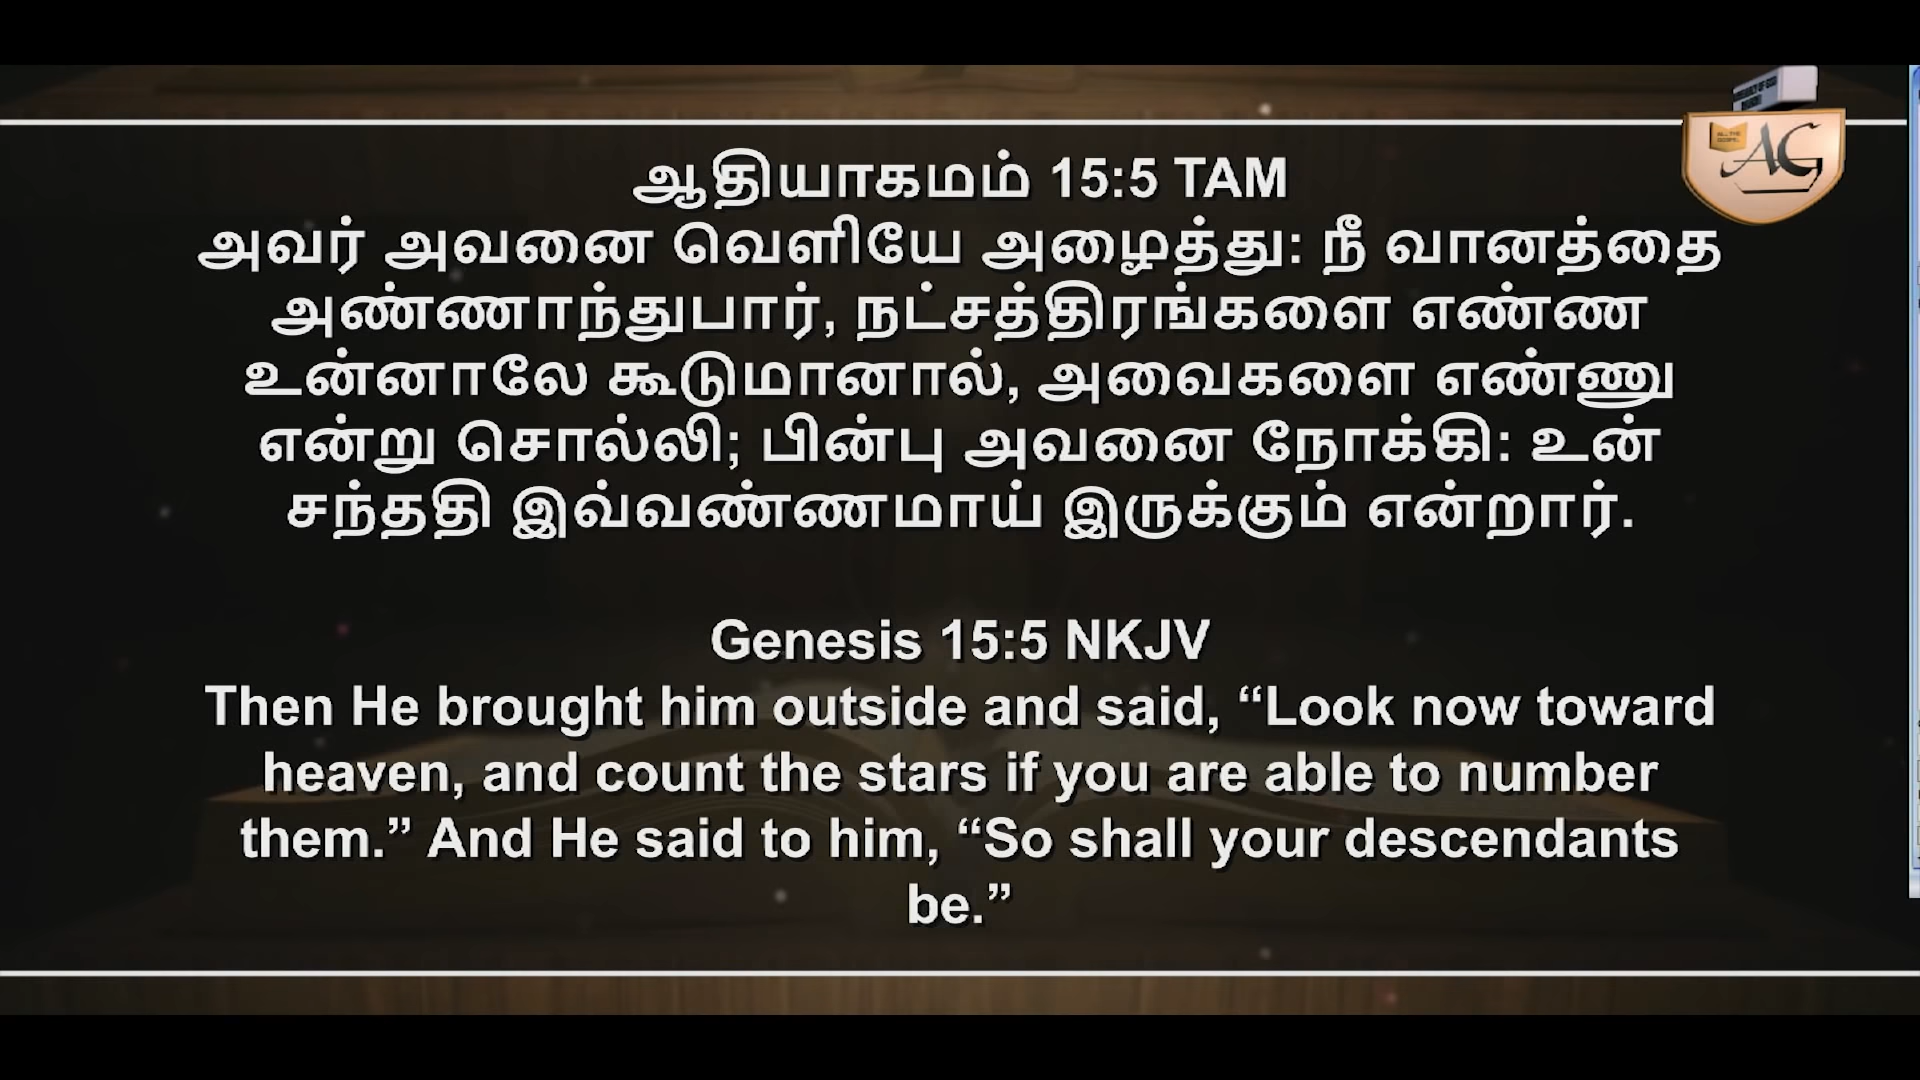 ஆதியாகமம் 15:5 TAM
அவர் அவனை வெளியே அழைத்து: நீ வானத்தை
அண்ணாந்துபார், நட்சத்திரங்களை எண்ண
உன்னாலே கூடுமானால், அவைகளை எண்ணு
என்று சொல்லி; பின்பு அவனை நோக்கி: உன்
சந்ததி இவ்வண்ணமாய் இருக்கும் என்றார்.
Genesis 15:5 NKJV
Then He brought him outside and said, “Look now toward
heaven, and count the stars if you are able to number
them.” And He said to him, “So shall your descendants
be.”
AG